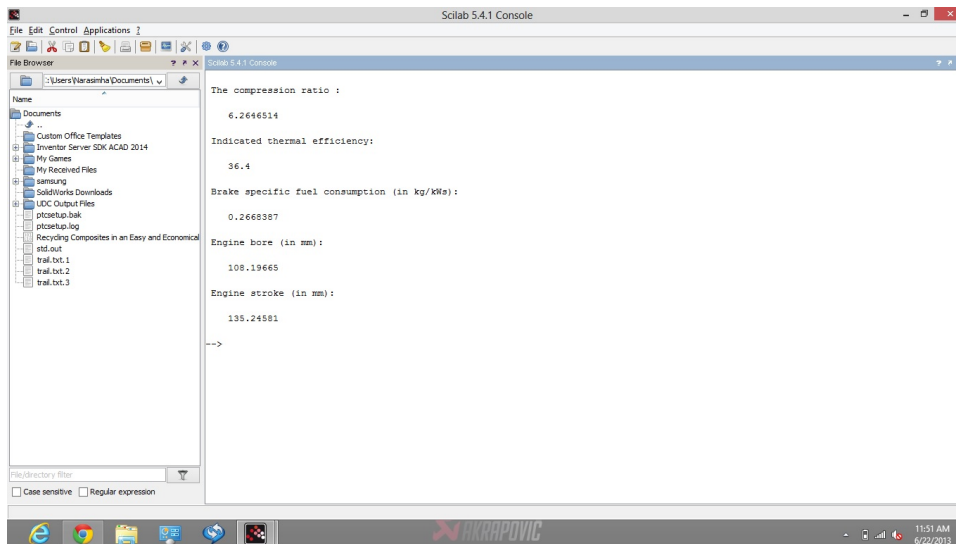 Scilab 5.4.1 Console
File Edit Control Applications ?
File Browser
Scilab 5.4.1 Console
:\Users\Narasimha\Documents\
Name
Documents
..
Custom Office Templates
Inventor Server SDK ACAD 2014
My Games
My Received Files
samsung
SolidWorks Downloads
UDC Output Files
ptcsetup.bak
ptcsetup.log
Recycling Composites in an Easy and Economical
std.out
trail.txt.1
trail.txt.2
trail.txt.3
The compression ratio :
6.2646514
Indicated thermal efficiency:
36.4
Brake specific fuel consumption (in kg/kWs):
0.2668387
Engine bore (in mm):
108.19665
Engine stroke (in mm):
135.24581
-->
File/directory filter
Case sensitive Regular expression
AKRAPOVIC
11:51 AM
6/22/2013